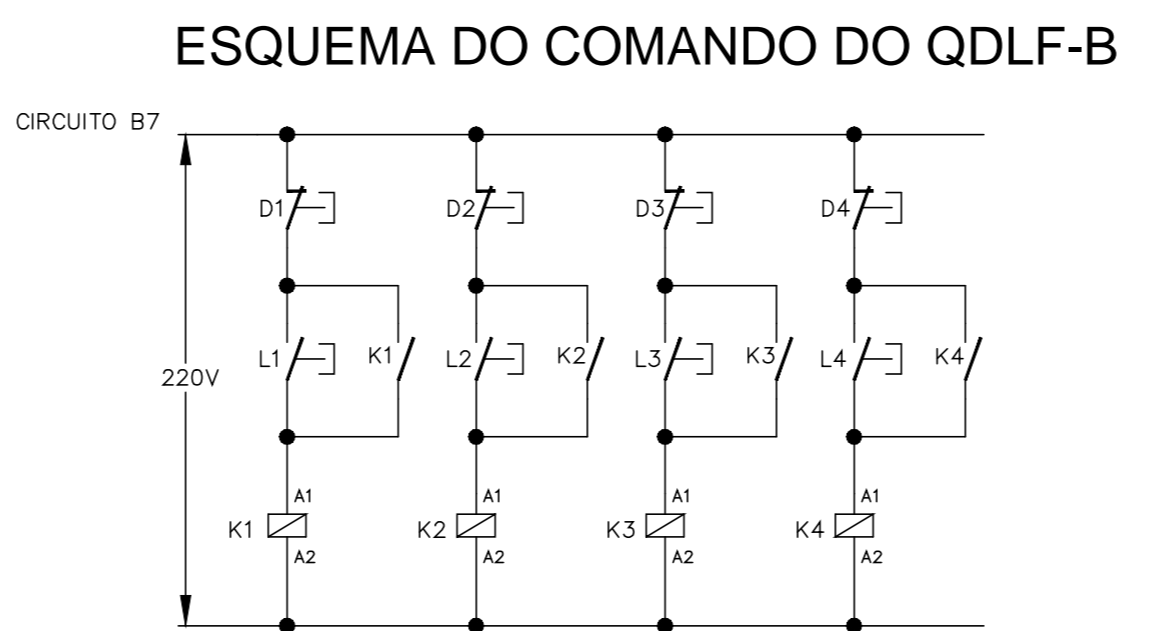 ESQUEMA DO COMANDO DO QDLF-B
CIRCUITO B7
D1 D2 D3 D4
L1 K1 L2 K2 L3 K3 L4 K4
220V
A1 A1 A1 A1
K1 K2 K3 K4
A2 A2 A2 A2